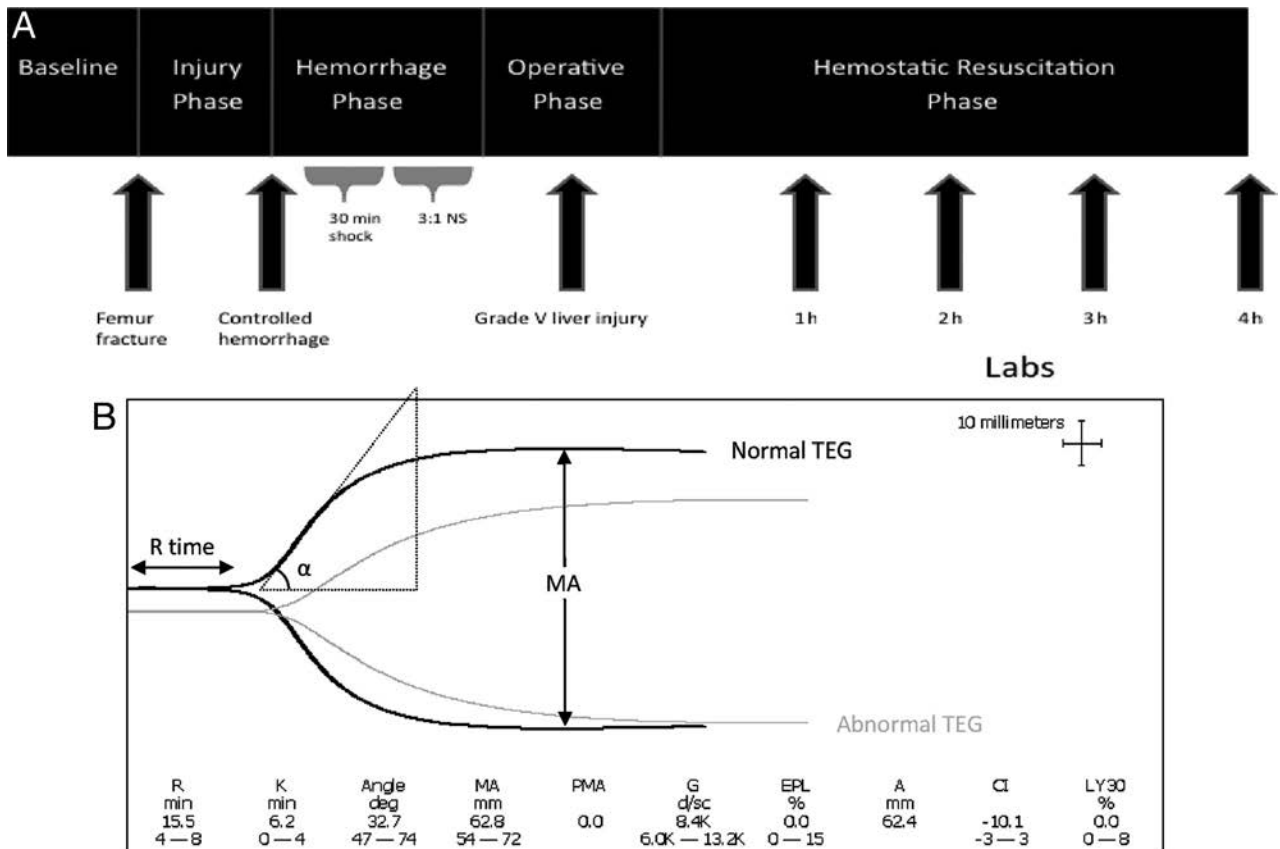 A
Baseline
Injury
Phase
Hemorrhage
Phase
Operative
Phase
Hemostatic Resuscitation
Phase
30 min
shock
3:1 NS
Femur
fracture
Controlled
hemorrhage
Grade V liver injury
1h
2h
3h
4h
Labs
B
10 millimeters
Normal TEG
R time
α
MA
Abnormal TEG
R K Angle MA PMA G EPL A CI LY30
min min deg mm d/sc % mm %
15.5 6.2 32.7 62.8 0.0 8.4K 0.0 62.4 -10.1 0.0
4 — 8 0 — 4 47 — 74 54 — 72 6.0K — 13.2K 0 — 15 -3 — 3 0 — 8